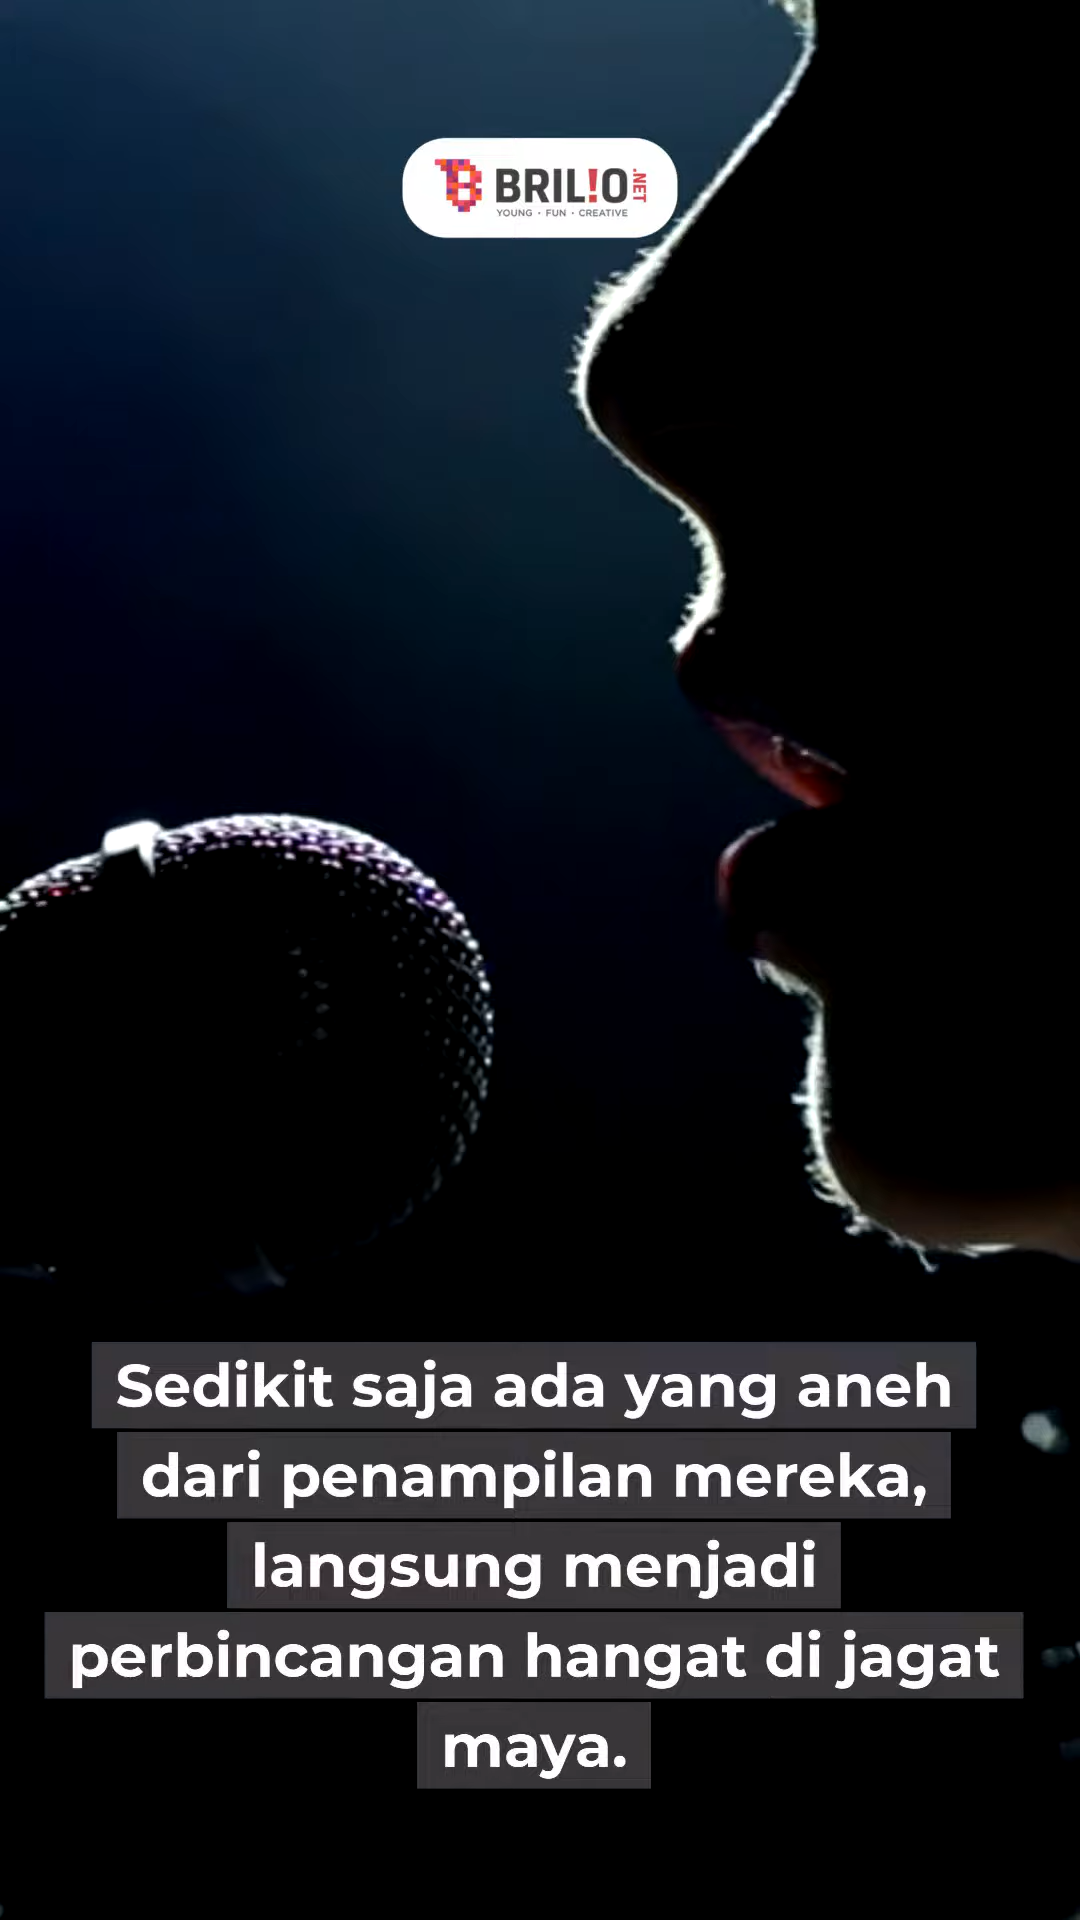 BRIL!O.NET
YOUNG • FUN • CREATIVE
Sedikit saja ada yang aneh
dari penampilan mereka,
langsung menjadi
perbincangan hangat di jagat
maya.